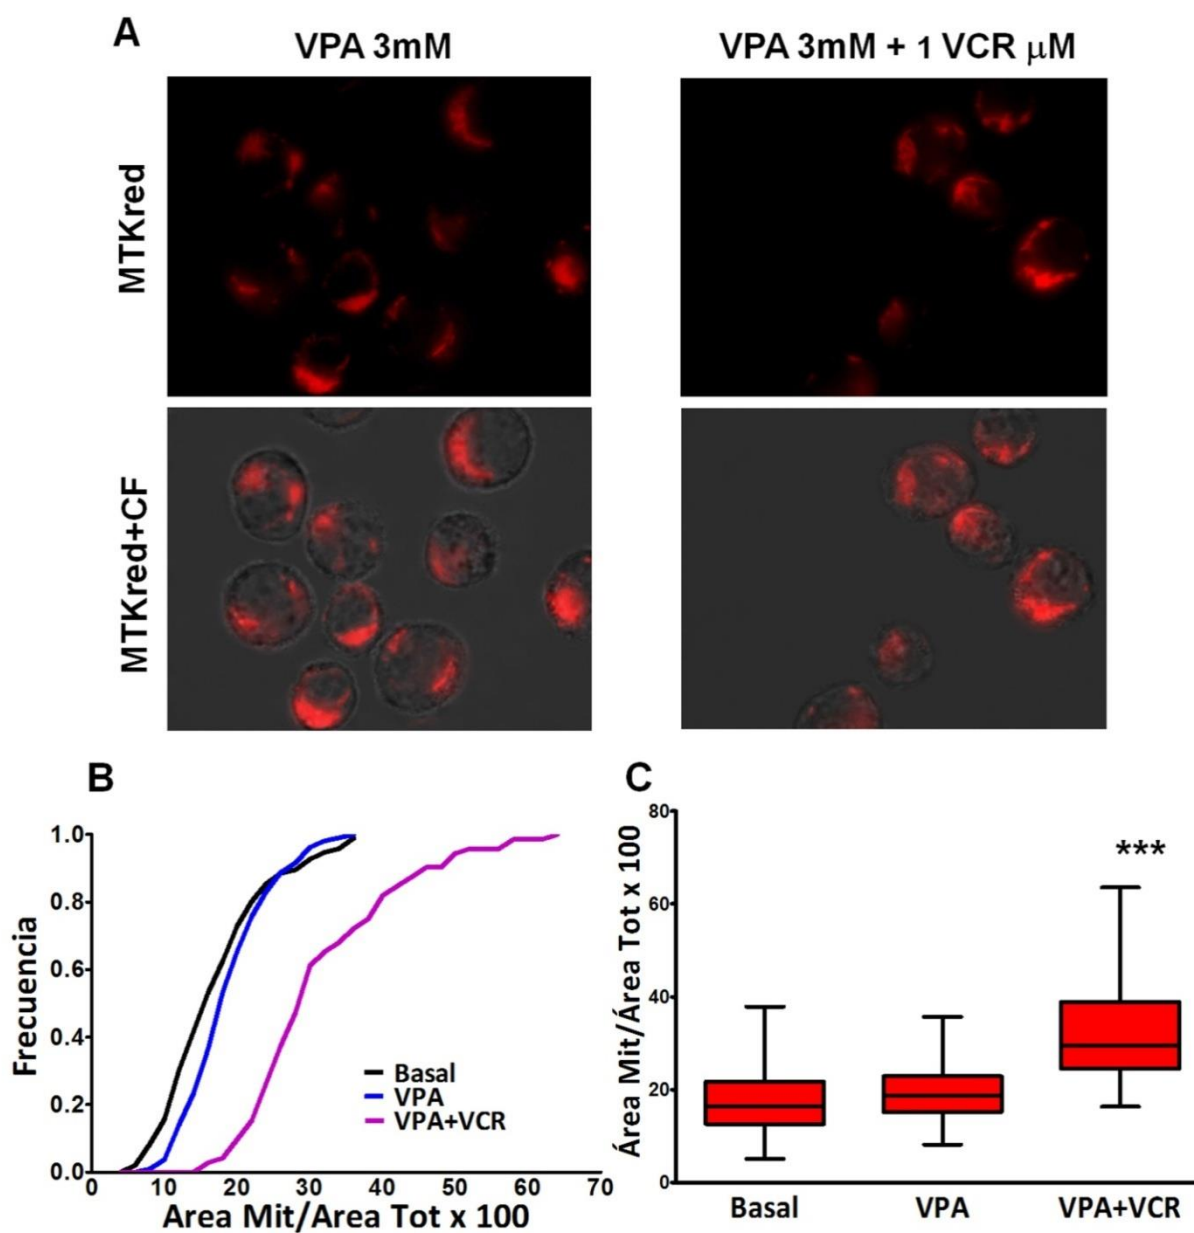 A
VPA 3mM
VPA 3mM + 1 VCR μM
MTKred
MTKred+CF
B
Frecuencia
1.0
0.8
0.6
0.4
0.2
0.0
0 10 20 30 40 50 60 70
Area Mit/Area Tot x 100
Basal
VPA
VPA+VCR
C
Área Mit/Área Tot x 100
80
60
40
20
0
***
Basal VPA VPA+VCR